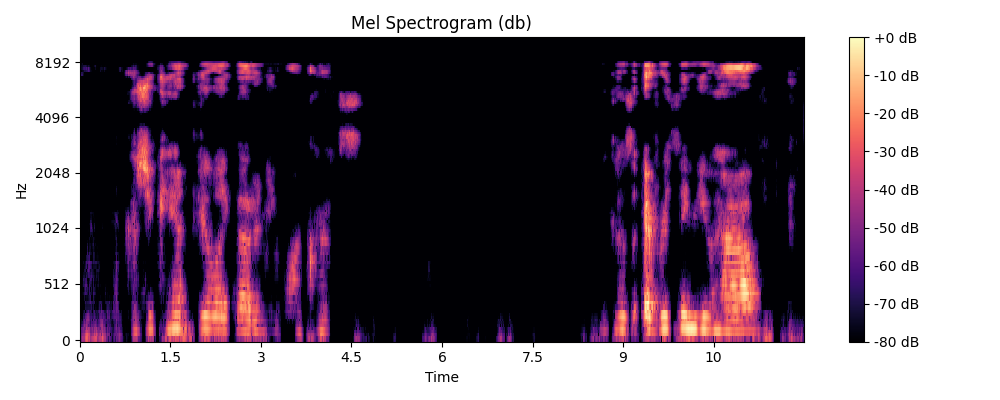 Mel Spectrogram (db)
Hz
8192
4096
2048
1024
512
0
0 1.5 3 4.5 6 7.5 9 10
Time
+0 dB
-10 dB
-20 dB
-30 dB
-40 dB
-50 dB
-60 dB
-70 dB
-80 dB